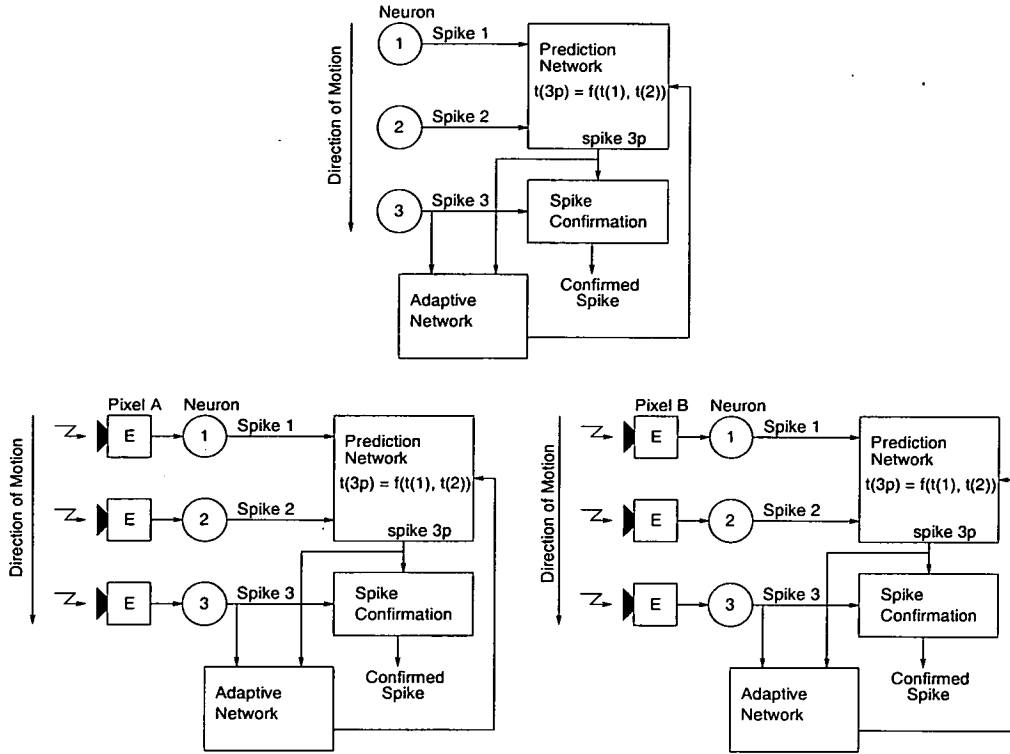 Neuron
Direction of Motion
1
Spike 1
Prediction
Network
t(3p) = f(t(1), t(2))
2
Spike 2
spike 3p
3
Spike 3
Spike
Confirmation
Confirmed
Spike
Adaptive
Network
Pixel A
Neuron
Direction of Motion
E
1
Spike 1
Prediction
Network
t(3p) = f(t(1), t(2))
E
2
Spike 2
spike 3p
E
3
Spike 3
Spike
Confirmation
Confirmed
Spike
Adaptive
Network
Pixel B
Neuron
Direction of Motion
E
1
Spike 1
Prediction
Network
t(3p) = f(t(1), t(2))
E
2
Spike 2
spike 3p
E
3
Spike 3
Spike
Confirmation
Confirmed
Spike
Adaptive
Network